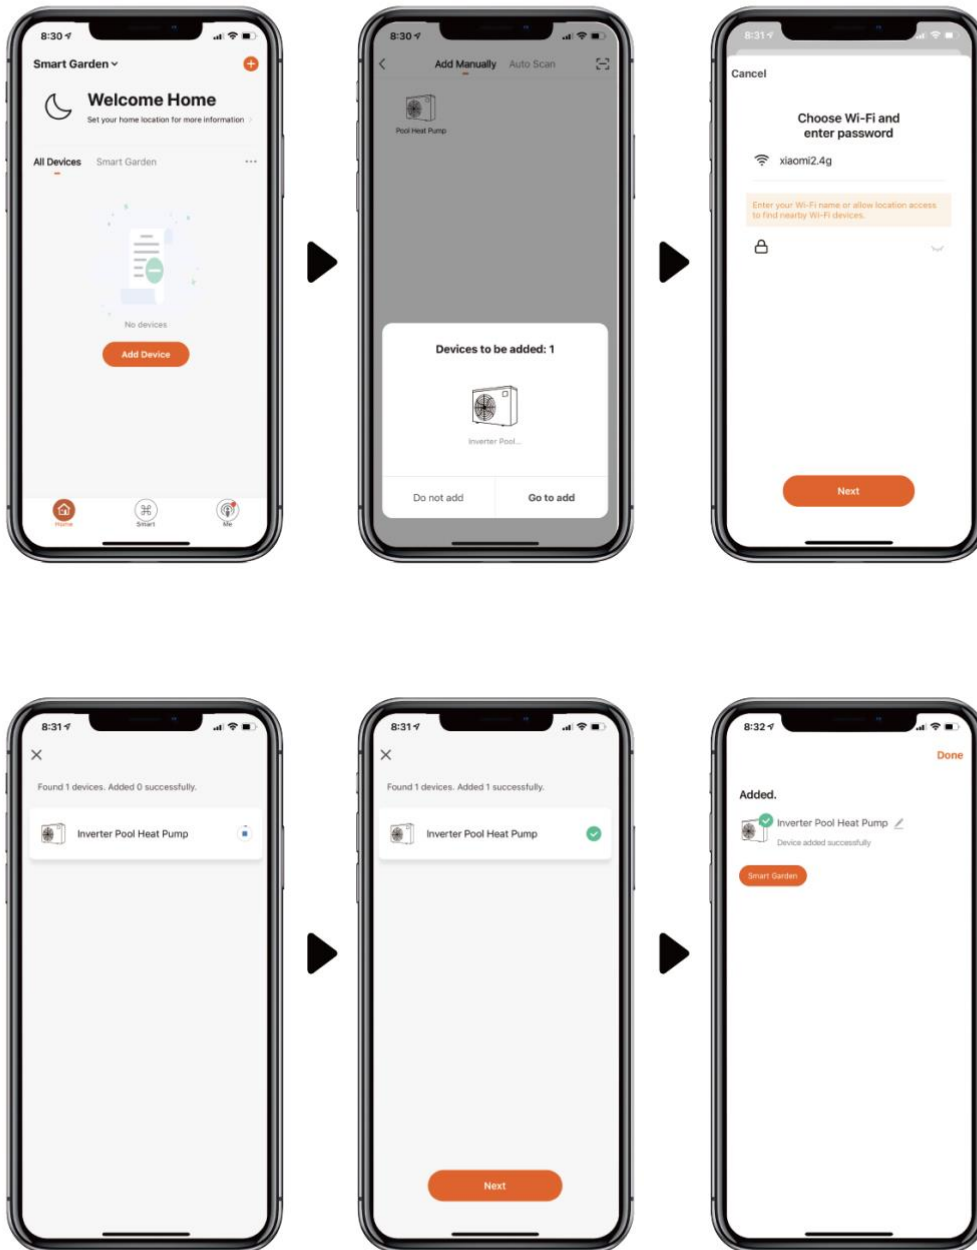 8:30
Smart Garden
Welcome Home
Set your home location for more information
All Devices Smart Garden
No devices
Add Device
Home Smart Me
8:30
Add Manually Auto Scan
Pool Heat Pump
Devices to be added: 1
Inverter Pool...
Do not add Go to add
8:31
Cancel
Choose Wi-Fi and
enter password
xiaomi2.4g
Enter your Wi-Fi name or allow location access
to find nearby Wi-Fi devices.
Next
8:31
Found 1 devices. Added 0 successfully.
Inverter Pool Heat Pump
8:31
Found 1 devices. Added 1 successfully.
Inverter Pool Heat Pump
Next
8:32
Done
Added.
Inverter Pool Heat Pump
Device added successfully
Smart Garden